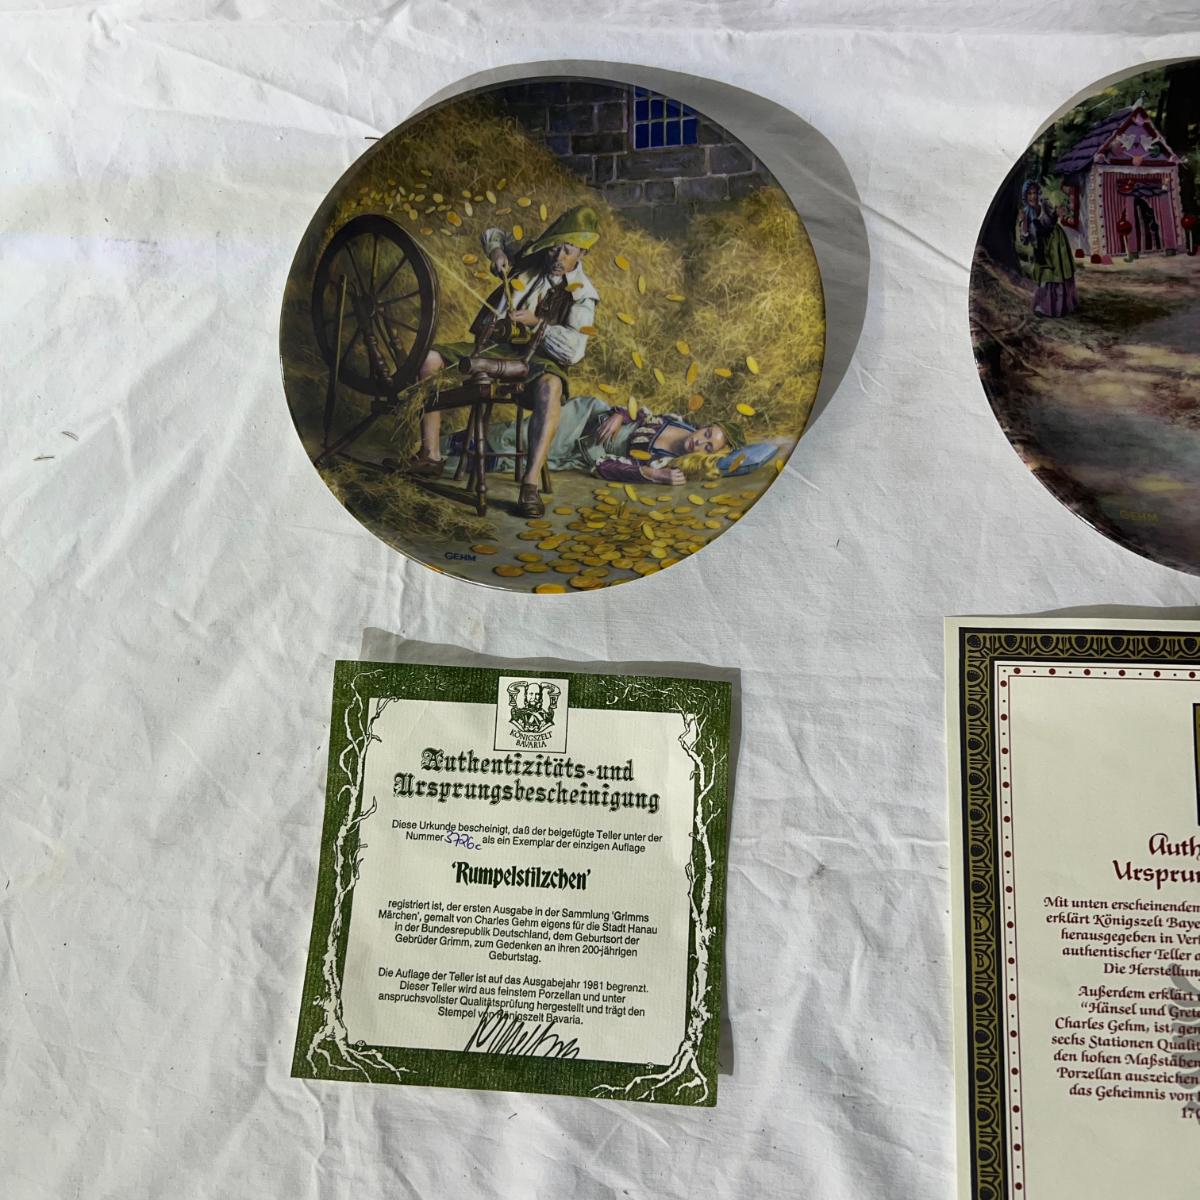 GEHM
GEHM
KÖNIGSZELT
BAVARIA
Authentizitäts-und
Ursprungsbescheinigung
Diese Urkunde bescheinigt, daß der beigefügte Teller unter der
Nummer 5726c als ein Exemplar der einzigen Auflage
'Rumpelstilzchen'
registriert ist, der ersten Ausgabe in der Sammlung 'Grimms
Märchen', gemalt von Charles Gehm eigens für die Stadt Hanau
in der Bundesrepublik Deutschland, dem Geburtsort der
Gebrüder Grimm, zum Gedenken an ihren 200-jährigen
Geburtstag.
Die Auflage der Teller ist auf das Ausgabejahr 1981 begrenzt.
Dieser Teller wird aus feinstem Porzellan und unter
anspruchsvollster Qualitätsprüfung hergestellt und trägt den
Stempel von Königszelt Bavaria.
Auth
Ursprun
Mit unten erscheinendem
erklärt Königszelt Baye
herausgegeben in Verl
authentischer Teller a
Die Herstellung
Außerdem erklärt
"Hänsel und Grete
Charles Gehm, ist, gen
sechs Stationen Qualit
den hohen Maßstäben
Porzellan auszeichen
das Geheimnis von
170